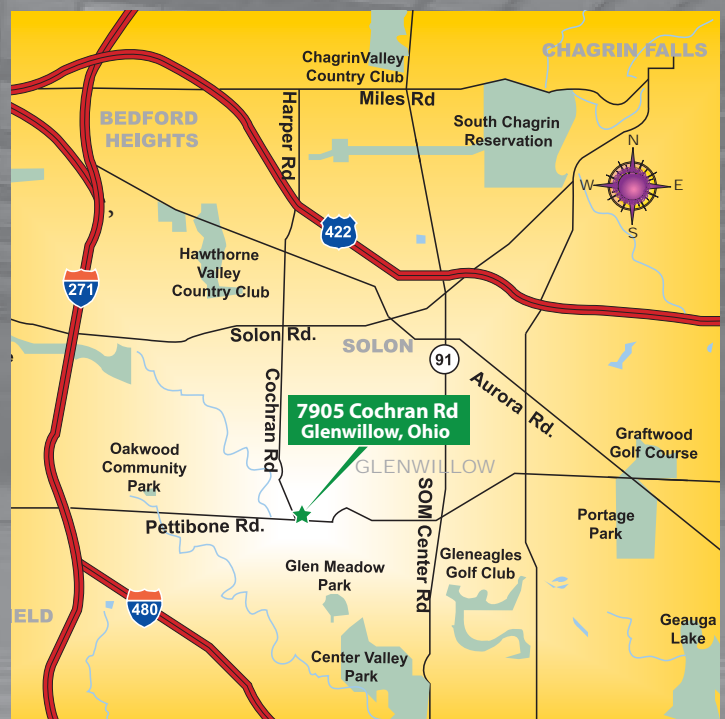 ChagrinValley
Country Club
CHAGRIN FALLS
Miles Rd
BEDFORD
HEIGHTS
Harper Rd
South Chagrin
Reservation
N
W
E
S
422
Hawthorne
Valley
Country Club
271
Solon Rd.
SOLON
91
Aurora Rd.
Cochran Rd
7905 Cochran Rd
Glenwillow, Ohio
Graftwood
Golf Course
Oakwood
Community
Park
GLENWILLOW
SOM Center Rd
Portage
Park
Pettibone Rd.
Glen Meadow
Park
Gleneagles
Golf Club
480
IELD
Geauga
Lake
Center Valley
Park